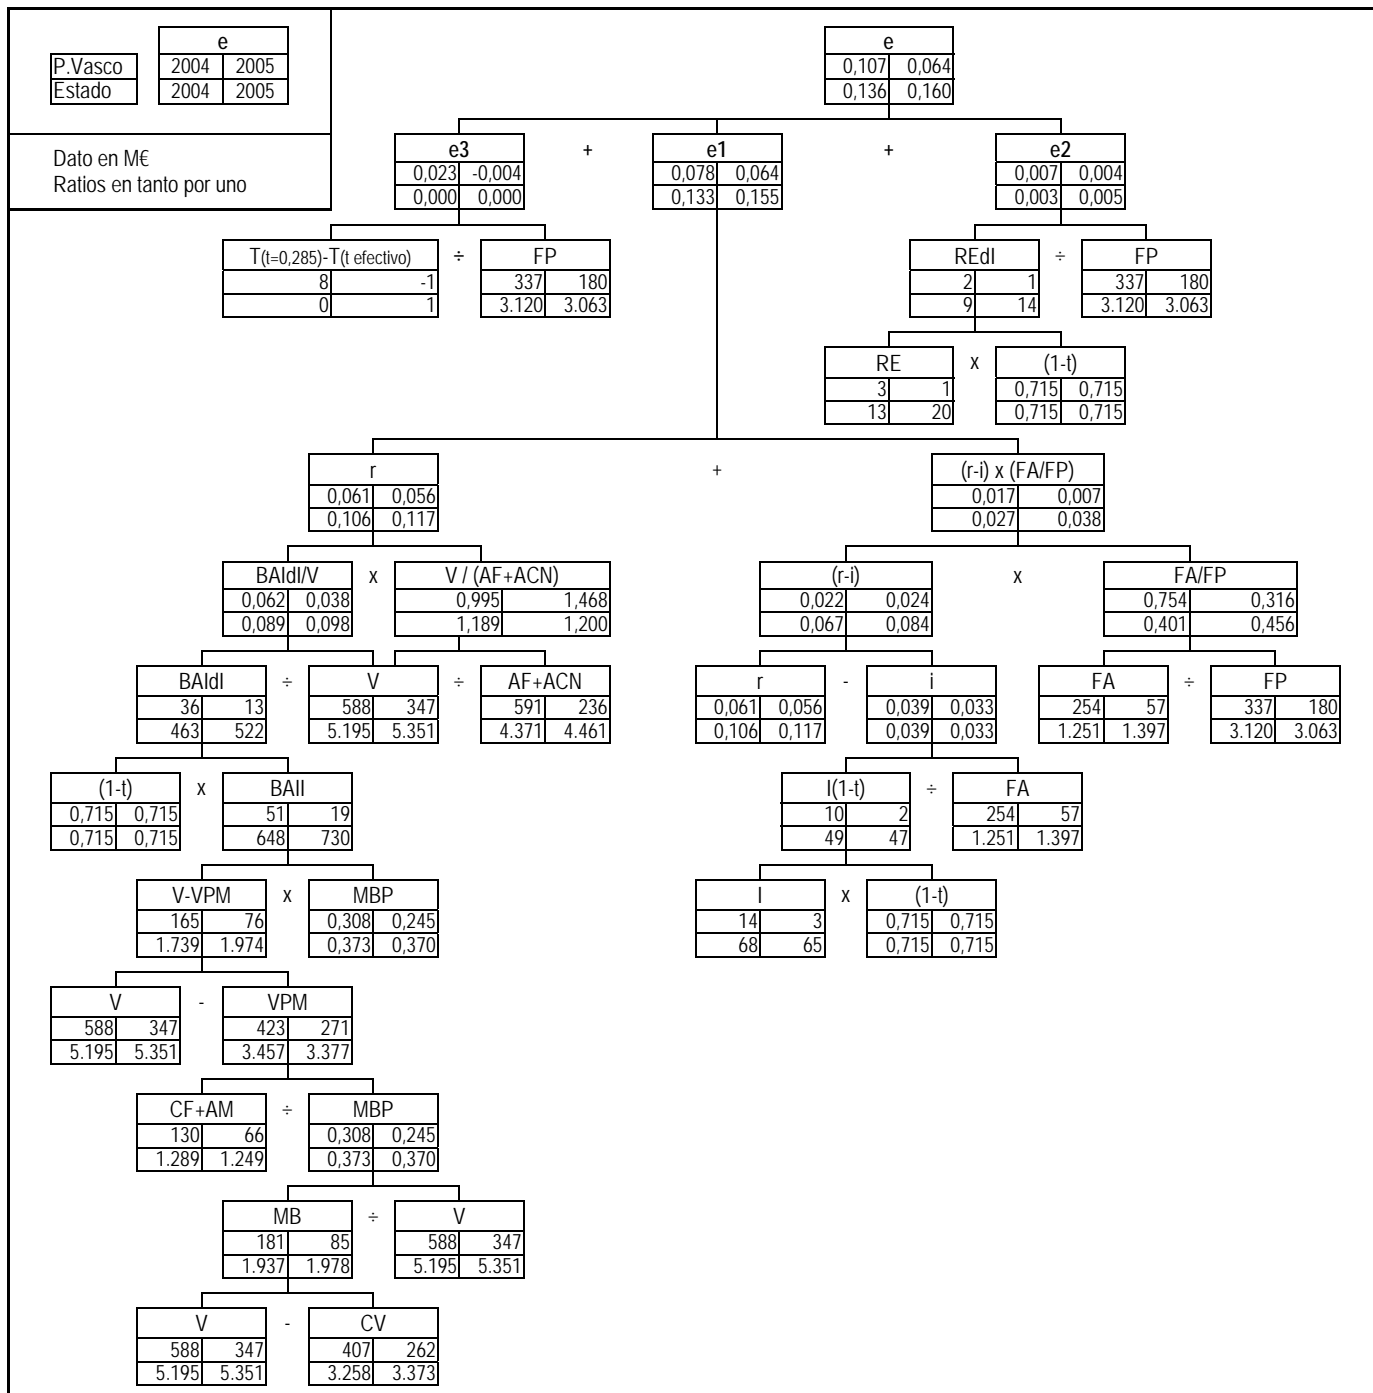 e
P.Vasco 2004 2005
Estado 2004 2005
Dato en M€
Ratios en tanto por uno
e
0,107 0,064
0,136 0,160
e3 + e1 + e2
0,023 -0,004 0,078 0,064 0,007 0,004
0,000 0,000 0,133 0,155 0,003 0,005
T(t=0,285)-T(t efectivo) ÷ FP REdI ÷ FP
8 -1 337 180 2 1 337 180
0 1 3.120 3.063 9 14 3.120 3.063
RE x (1-t)
3 1 0,715 0,715
13 20 0,715 0,715
r + (r-i) x (FA/FP)
0,061 0,056 0,017 0,007
0,106 0,117 0,027 0,038
BAIdI/V x V / (AF+ACN) (r-i) x FA/FP
0,062 0,038 0,995 1,468 0,022 0,024 0,754 0,316
0,089 0,098 1,189 1,200 0,067 0,084 0,401 0,456
BAIdI ÷ V ÷ AF+ACN r - i FA ÷ FP
36 13 588 347 591 236 0,061 0,056 0,039 0,033 254 57 337 180
463 522 5.195 5.351 4.371 4.461 0,106 0,117 0,039 0,033 1.251 1.397 3.120 3.063
(1-t) x BAII I(1-t) ÷ FA
0,715 0,715 51 19 10 2 254 57
0,715 0,715 648 730 49 47 1.251 1.397
V-VPM x MBP I x (1-t)
165 76 0,308 0,245 14 3 0,715 0,715
1.739 1.974 0,373 0,370 68 65 0,715 0,715
V - VPM
588 347 423 271
5.195 5.351 3.457 3.377
CF+AM ÷ MBP
130 66 0,308 0,245
1.289 1.249 0,373 0,370
MB ÷ V
181 85 588 347
1.937 1.978 5.195 5.351
V - CV
588 347 407 262
5.195 5.351 3.258 3.373